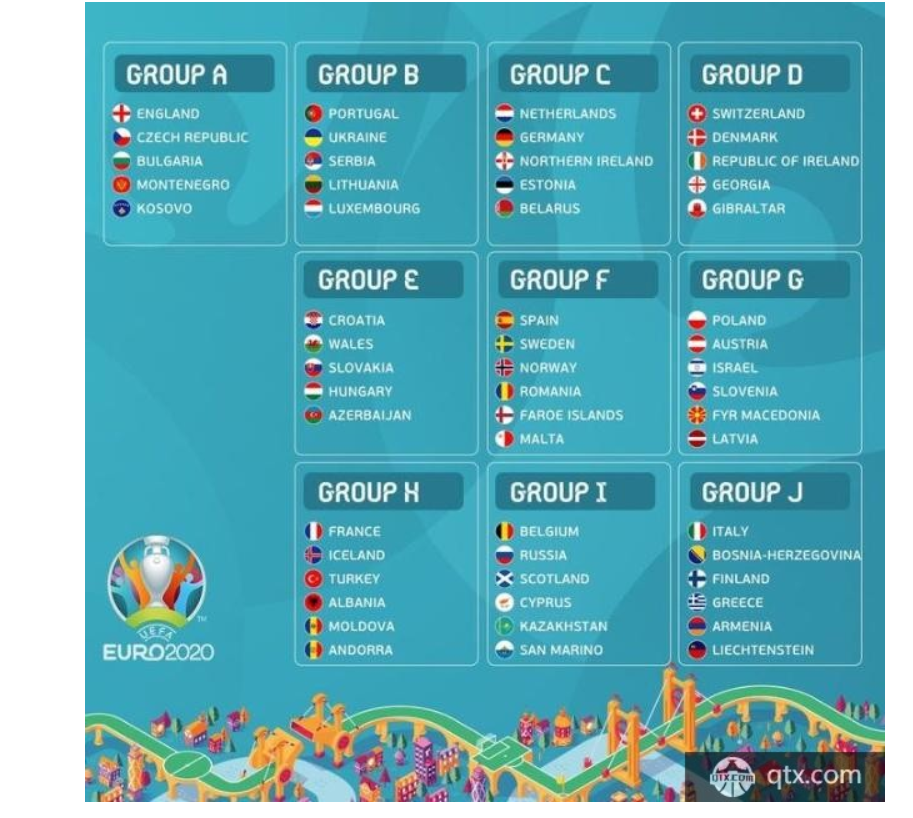 GROUP A
ENGLAND
CZECH REPUBLIC
BULGARIA
MONTENEGRO
KOSOVO
GROUP B
PORTUGAL
UKRAINE
SERBIA
LITHUANIA
LUXEMBOURG
GROUP C
NETHERLANDS
GERMANY
NORTHERN IRELAND
ESTONIA
BELARUS
GROUP D
SWITZERLAND
DENMARK
REPUBLIC OF IRELAND
GEORGIA
GIBRALTAR
GROUP E
CROATIA
WALES
SLOVAKIA
HUNGARY
AZERBAIJAN
GROUP F
SPAIN
SWEDEN
NORWAY
ROMANIA
FAROE ISLANDS
MALTA
GROUP G
POLAND
AUSTRIA
ISRAEL
SLOVENIA
FYR MACEDONIA
LATVIA
GROUP H
FRANCE
ICELAND
TURKEY
ALBANIA
MOLDOVA
ANDORRA
GROUP I
BELGIUM
RUSSIA
SCOTLAND
CYPRUS
KAZAKHSTAN
SAN MARINO
GROUP J
ITALY
BOSNIA-HERZEGOVINA
FINLAND
GREECE
ARMENIA
LIECHTENSTEIN
TM
UEFA
EURO2020
QTX.COM
qtx.com